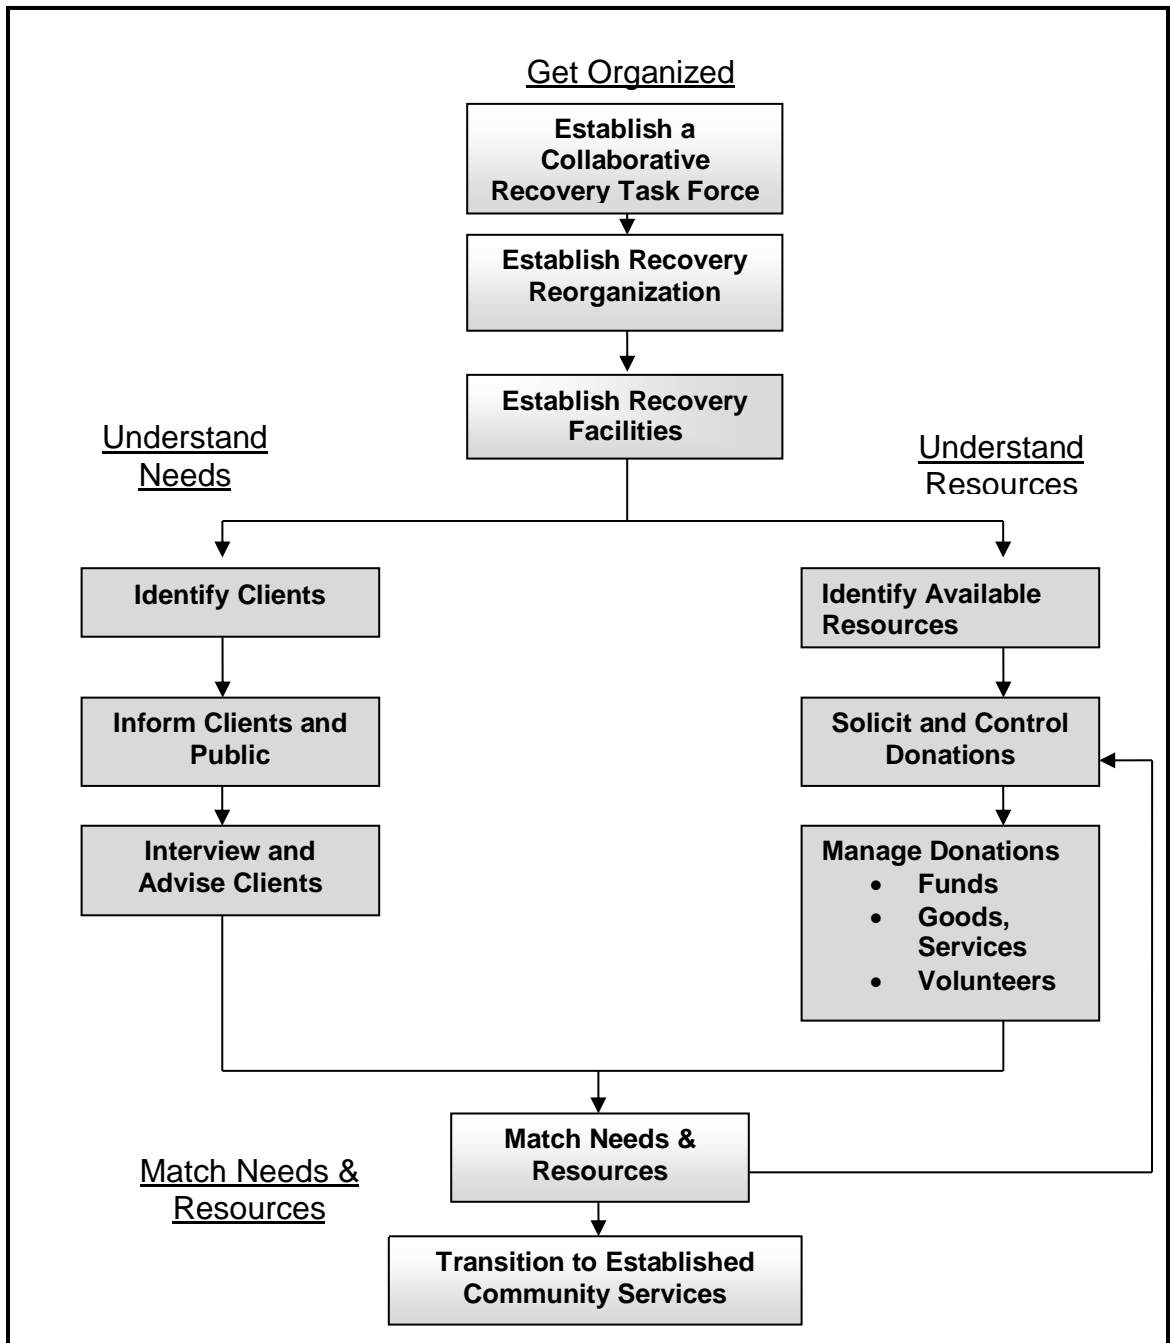 Get Organized
Establish a
Collaborative
Recovery Task Force
Establish Recovery
Reorganization
Establish Recovery
Facilities
Understand
Needs
Understand
Resources
Identify Clients
Identify Available
Resources
Inform Clients and
Public
Solicit and Control
Donations
Interview and
Advise Clients
Manage Donations
• Funds
• Goods,
Services
• Volunteers
Match Needs &
Resources
Match Needs &
Resources
Transition to Established
Community Services